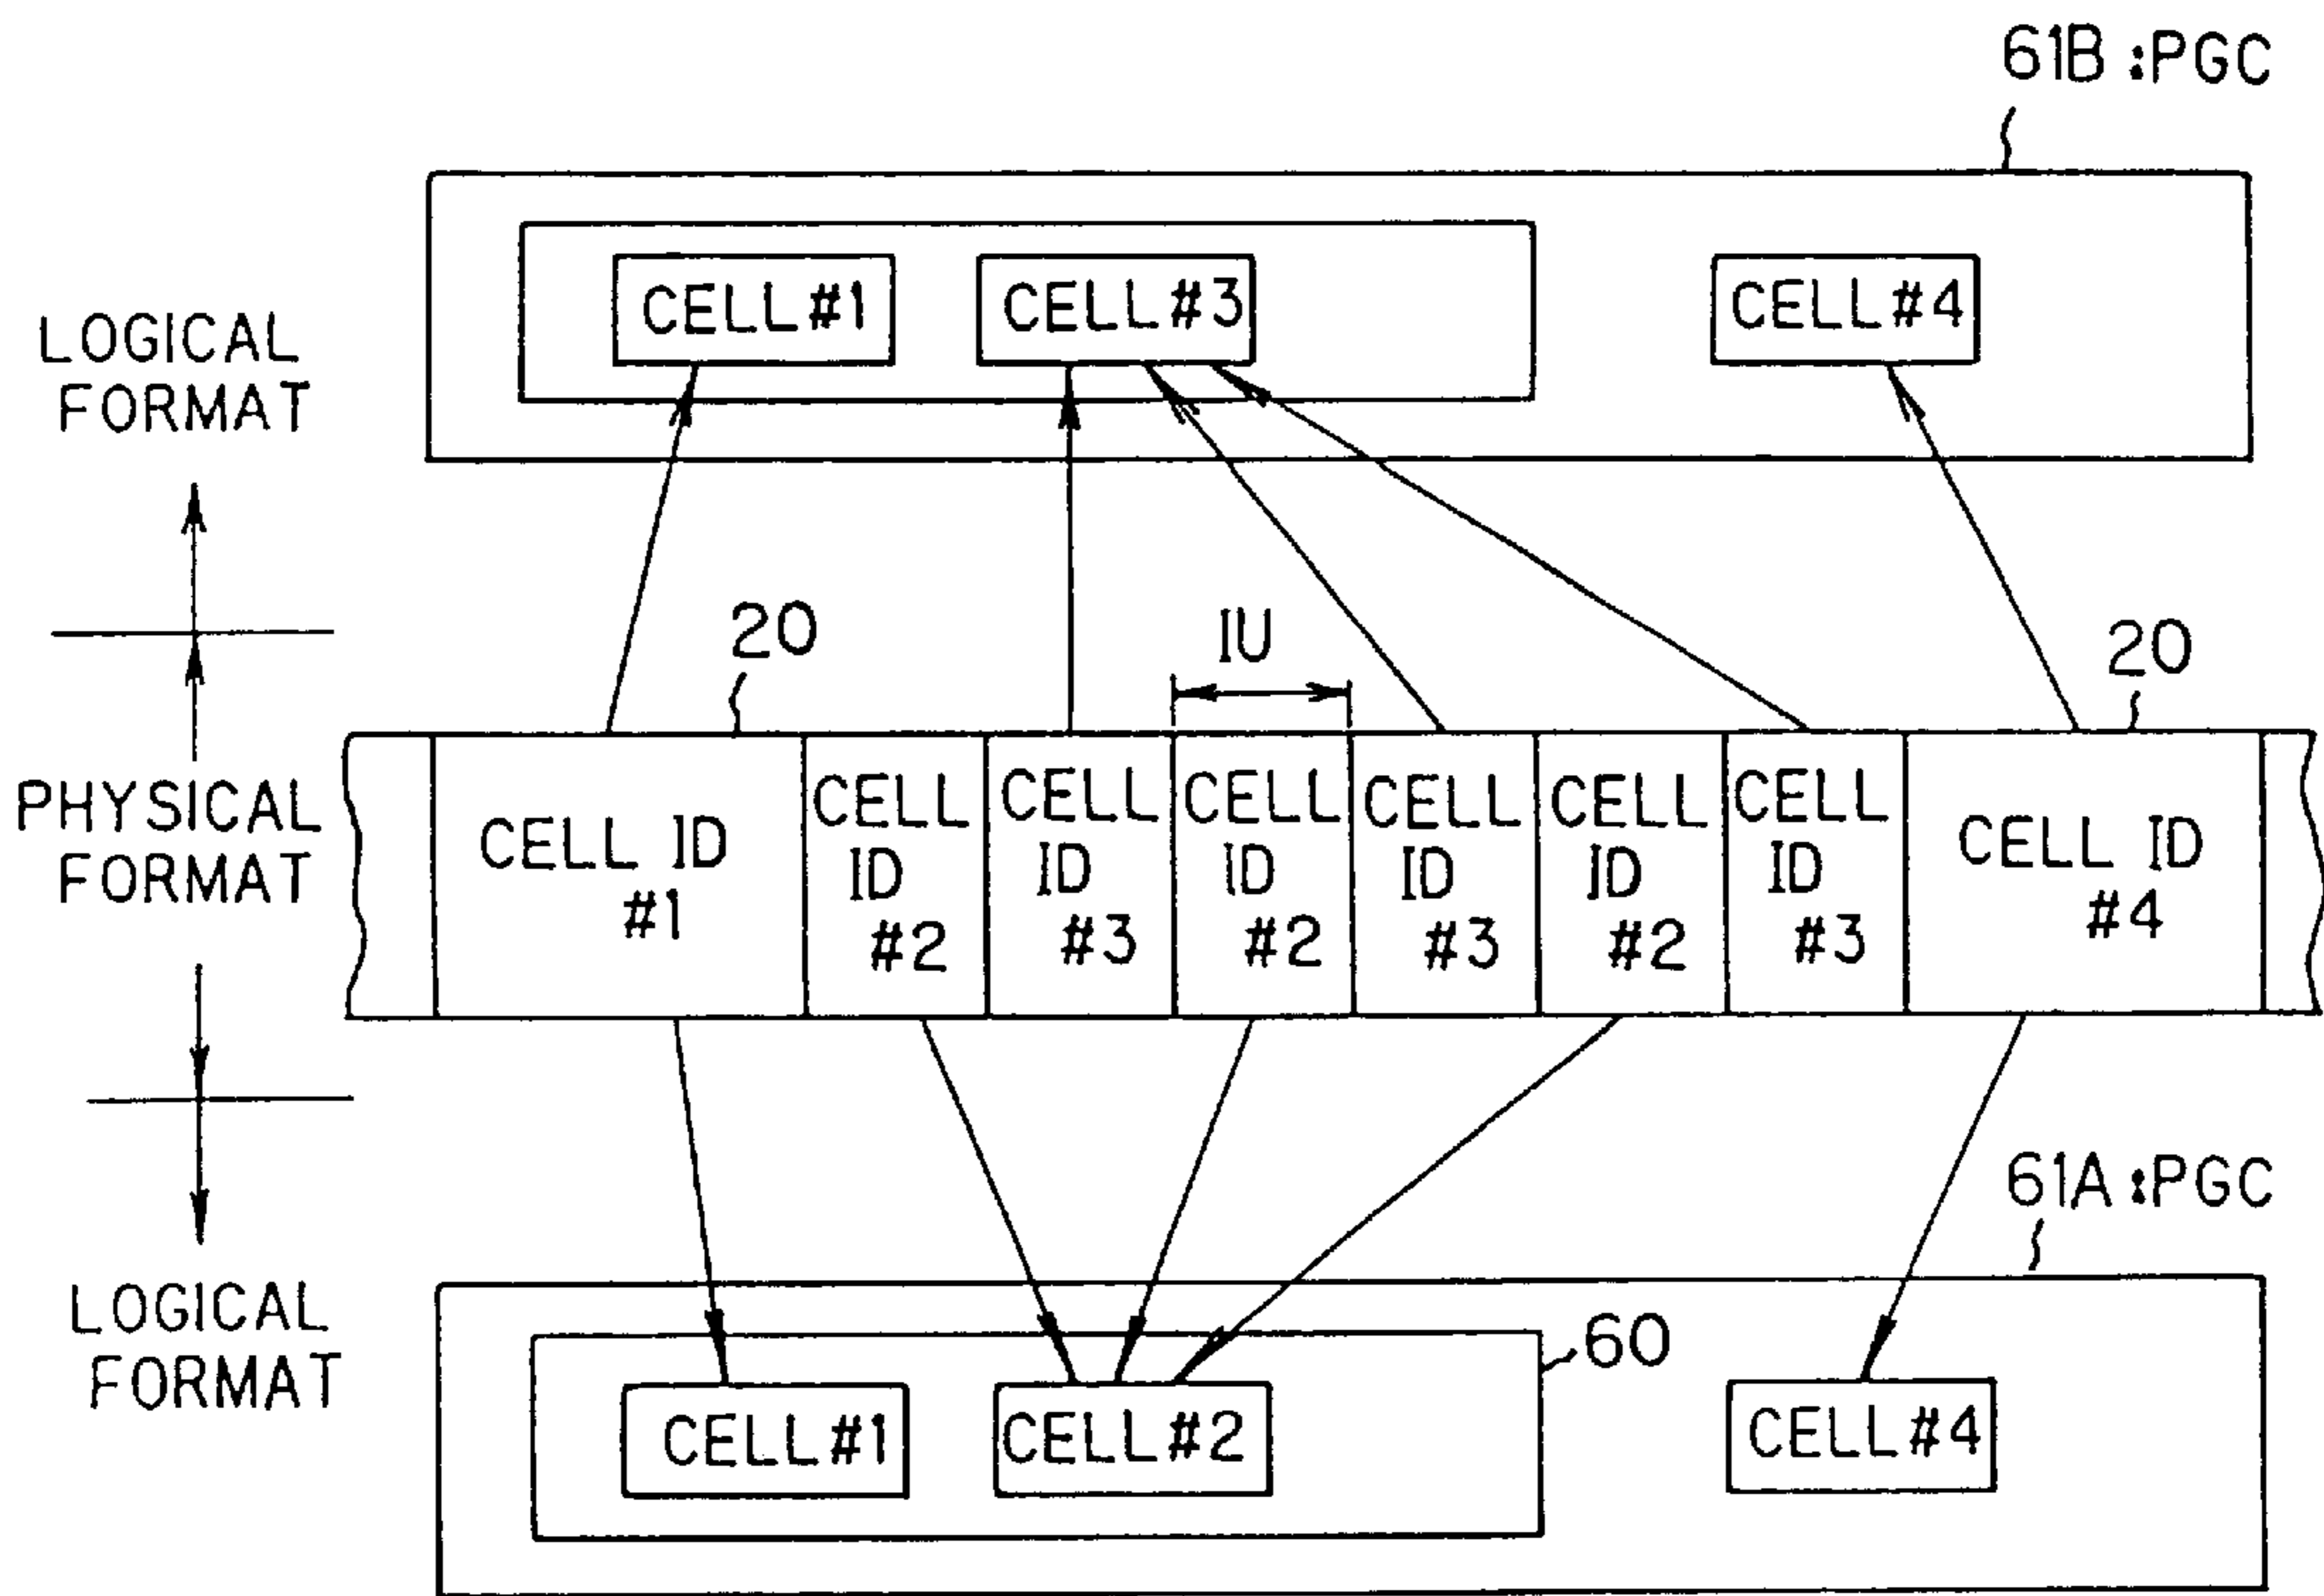 61B :PGC
CELL #1
CELL #3
CELL #4
LOGICAL
FORMAT
20
IU
20
PHYSICAL
FORMAT
CELL ID
#1
CELL
ID
#2
CELL
ID
#3
CELL
ID
#2
CELL
ID
#3
CELL
ID
#2
CELL
ID
#3
CELL ID
#4
61A :PGC
LOGICAL
FORMAT
60
CELL #1
CELL #2
CELL #4